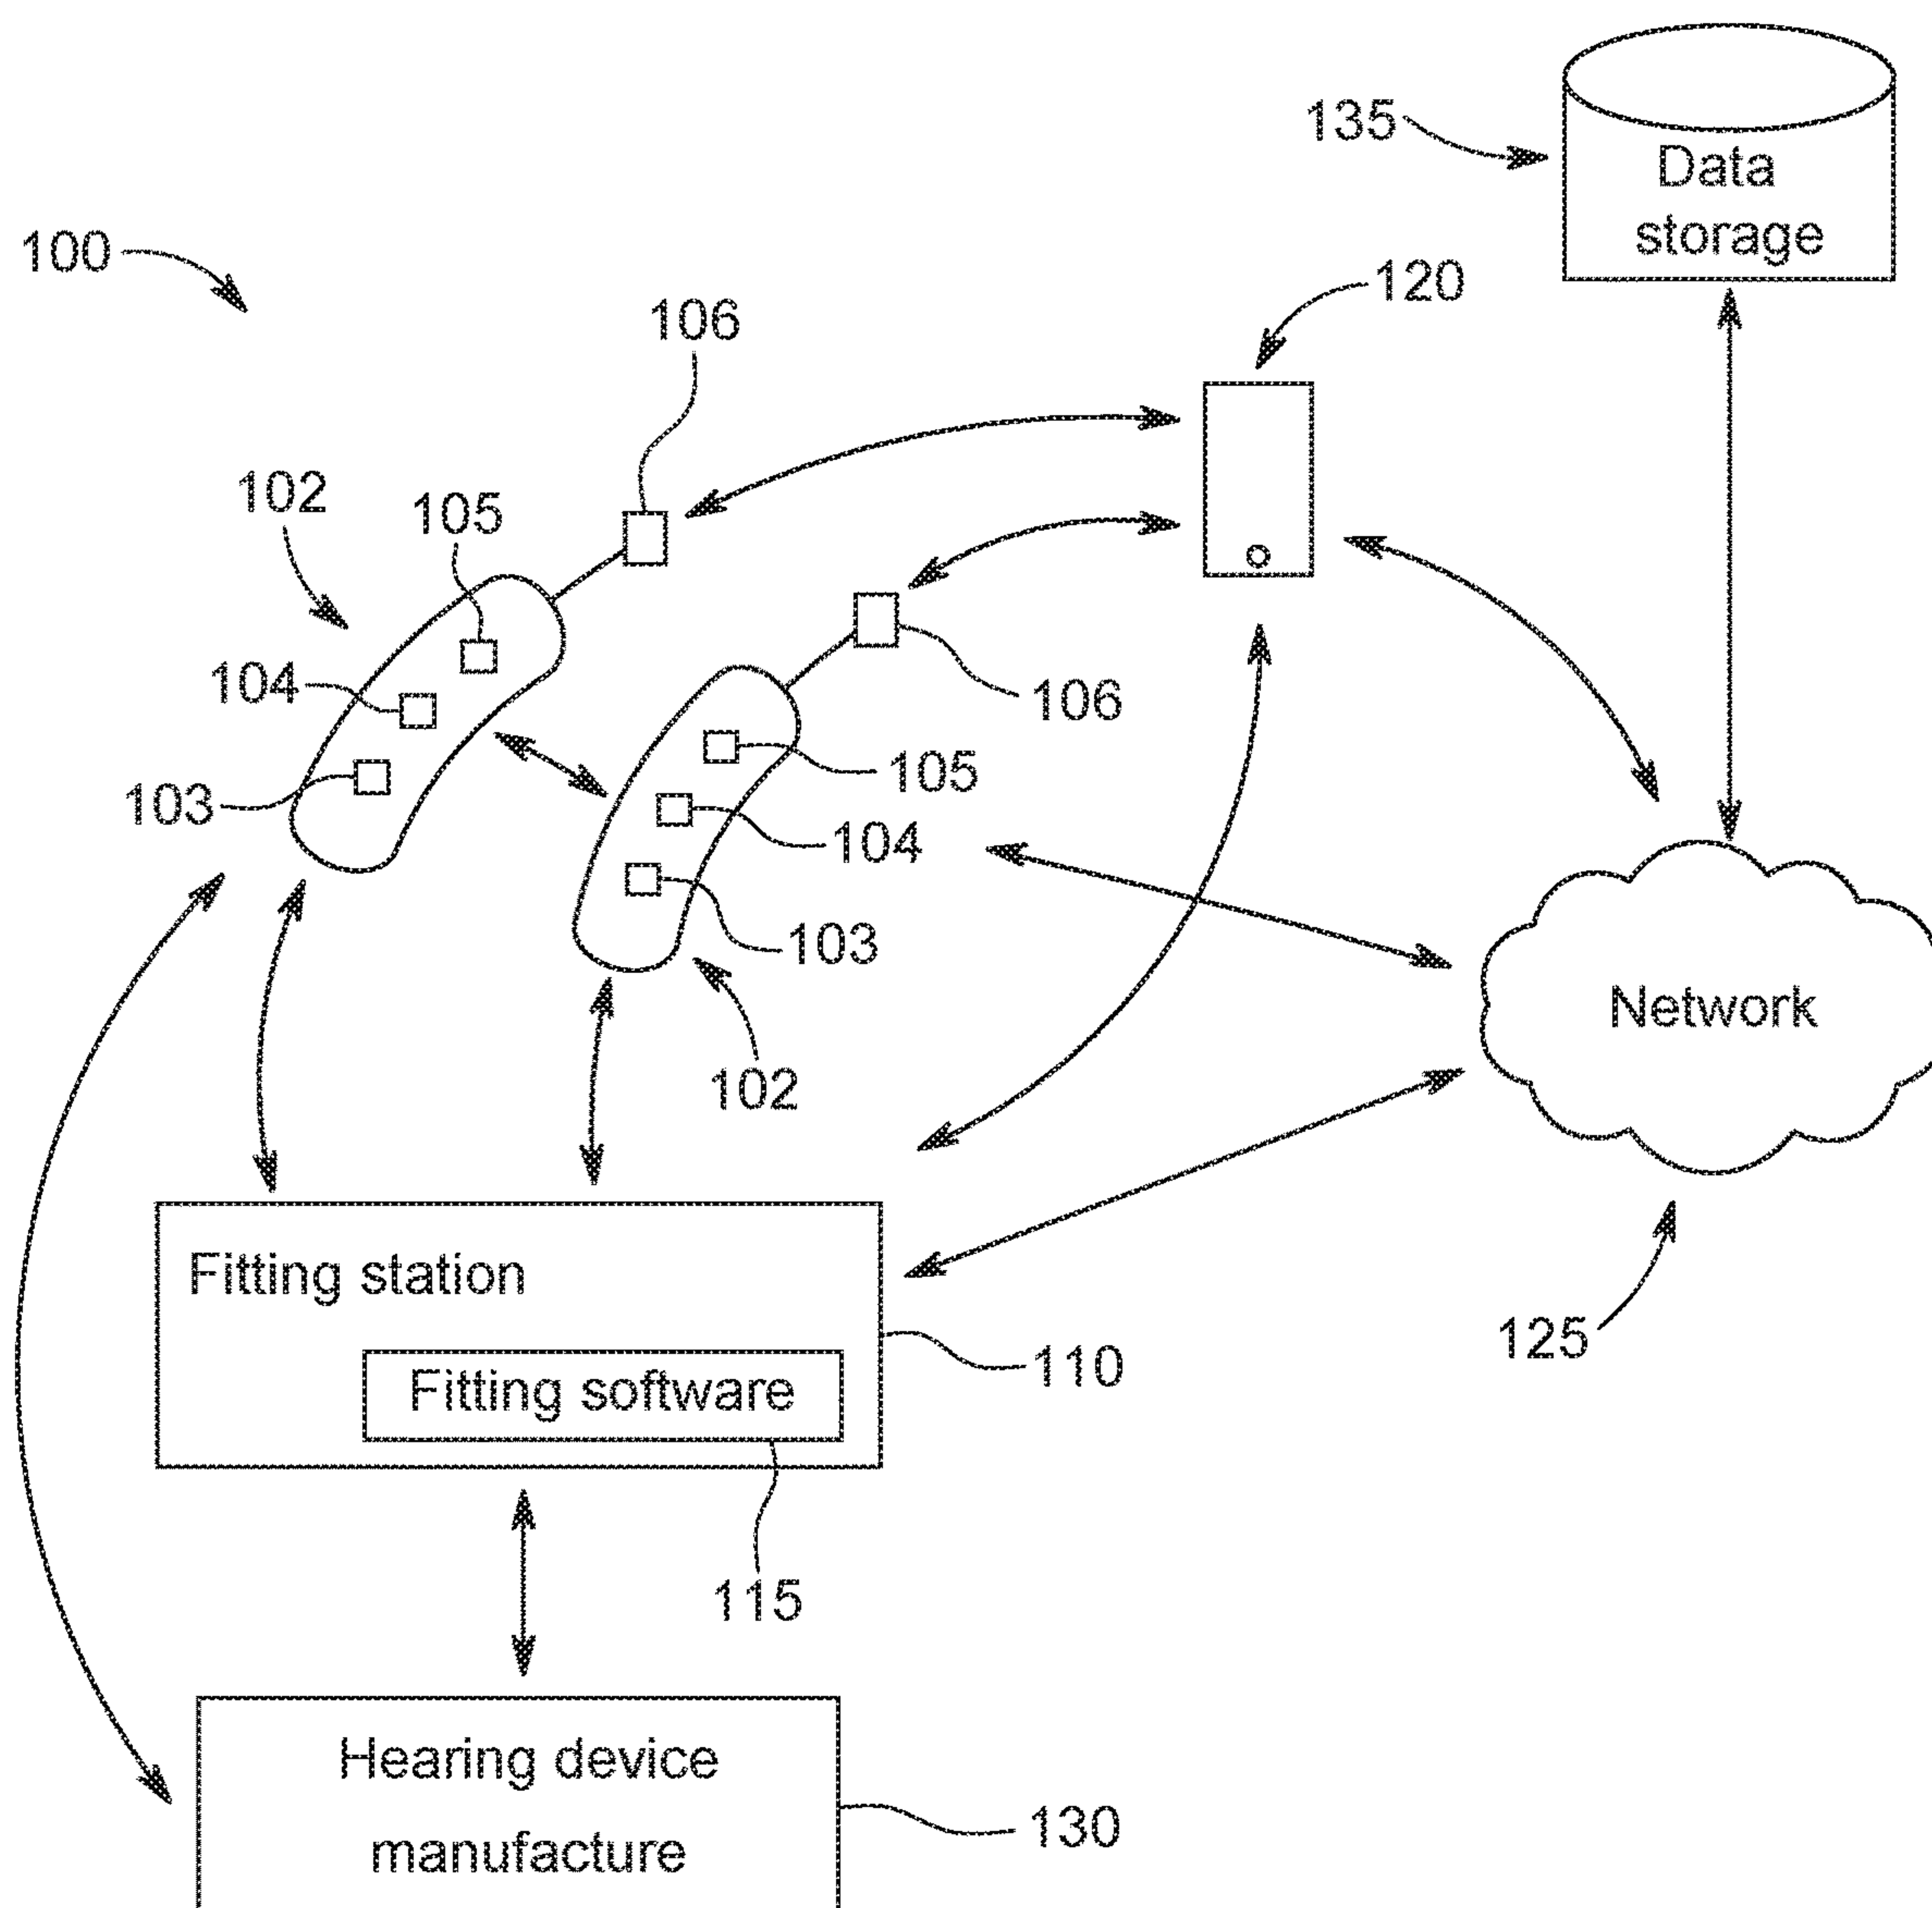 135
Data
storage
100
120
106
102
105
104
106
103
105
104
103
102
Network
Fitting station
125
110
Fitting software
115
Hearing device
manufacture
130